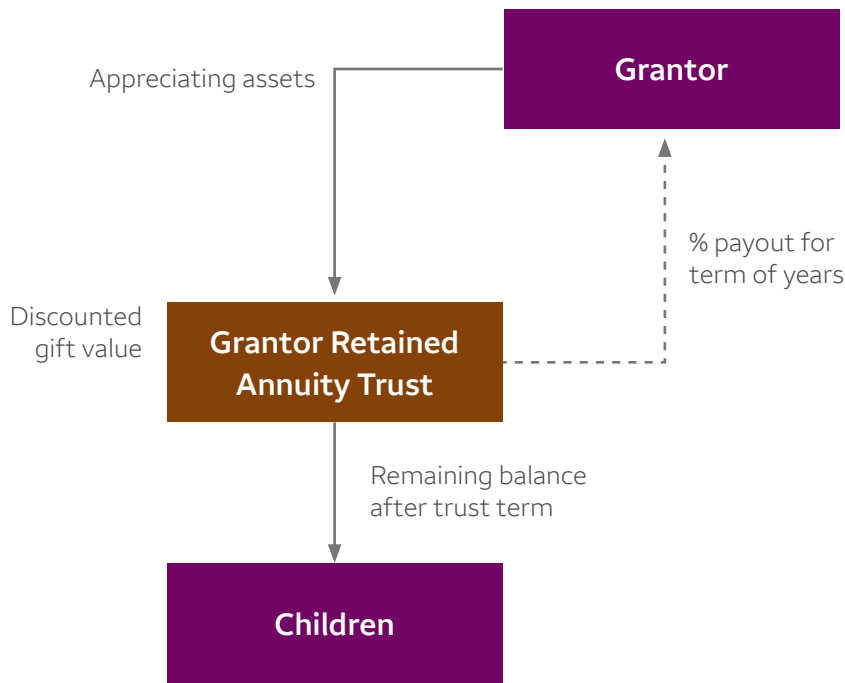 Grantor
Appreciating assets
% payout for
term of years
Discounted
gift value
Grantor Retained
Annuity Trust
Remaining balance
after trust term
Children